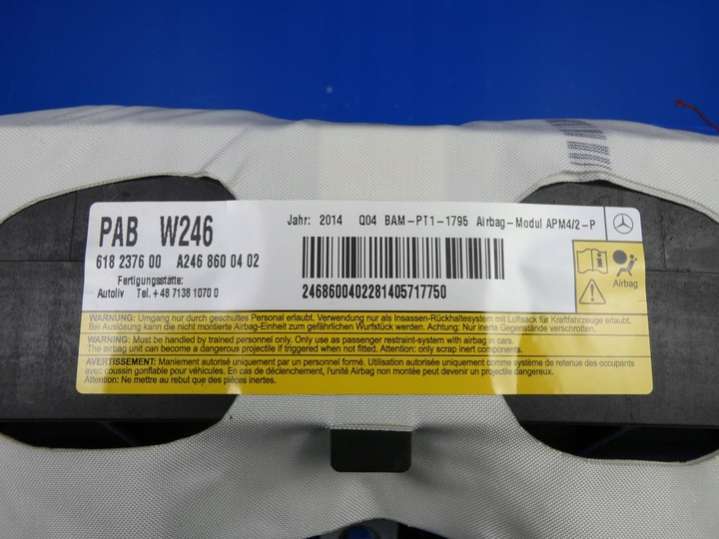 PAB W246
618 2376 00 A246 860 04 02
Fertigungsstätte:
Autoliv Tel. +48 7138 1070 0
Jahr: 2014 Q04 BAM-PT1-1795 Airbag-Modul APM4/2-P
246860040228140571775​0
Airbag
WARNUNG: Umgang nur durch geschultes Personal erlaubt. Verwendung nur als Insassen-Rückhaltesystem mit Luftsack für Kraftfahrzeuge erlaubt.
Bei Auslösung kann die nicht montierte Airbag-Einheit zum gefährlichen Wurfstück werden. Achtung: Nur inerte Gegenstände verschrotten.
WARNING: Must be handled by trained personnel only. Only use as passenger restraint-system with airbag in cars.
The airbag unit can become a dangerous projectile if triggered when not fitted. Attention: only scrap inert components.
AVERTISSEMENT: Maniement autorisé uniquement par un personnel formé. Utilisation autorisée uniquement comme système de retenue des occupants
avec coussin gonflable pour véhicules. En cas de déclenchement, l'unité Airbag non montée peut devenir un projectile dangereux.
Attention: Ne mettre au rebut que des pièces inertes.